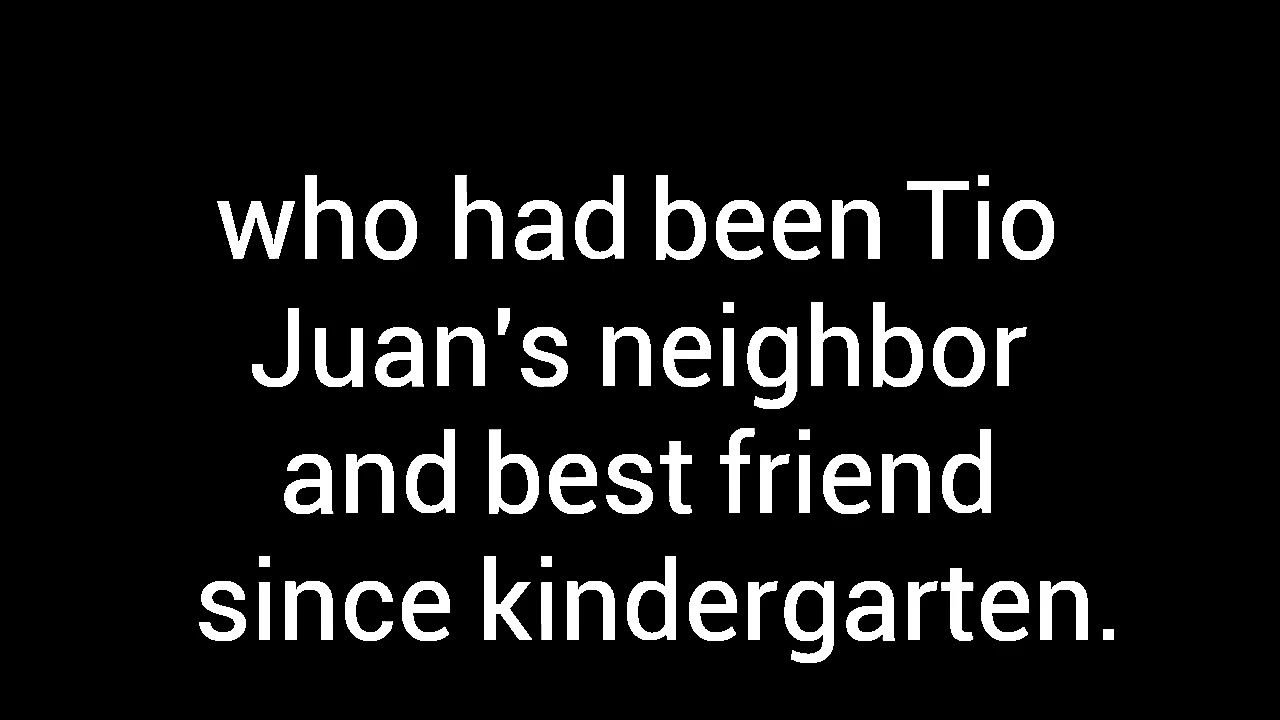 who had been Tio
Juan's neighbor
and best friend
since kindergarten.